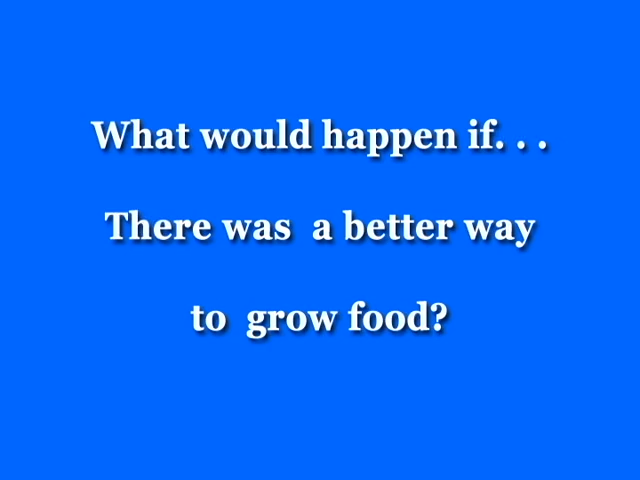 What would happen if. . .
There was  a better way
to  grow food?